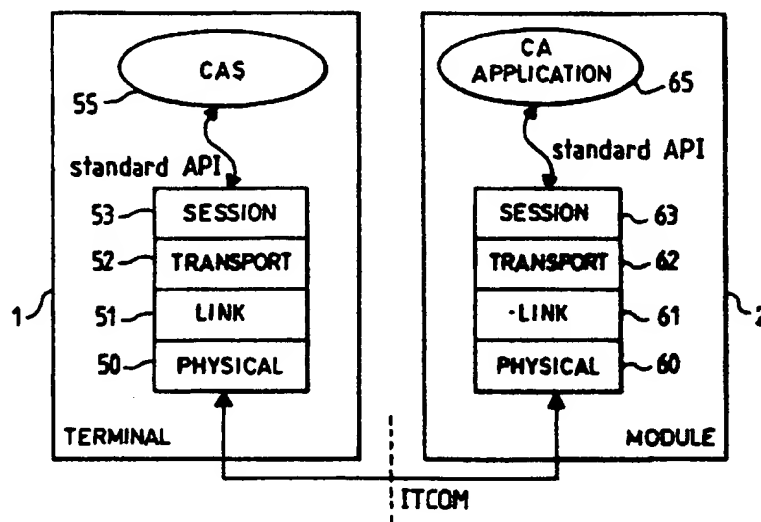 CAS
55
standard API
53
SESSION
52
TRANSPORT
1
51
LINK
50
PHYSICAL
TERMINAL
CA
APPLICATION
65
standard API
SESSION
63
TRANSPORT
62
LINK
61
2
PHYSICAL
60
MODULE
ITCOM